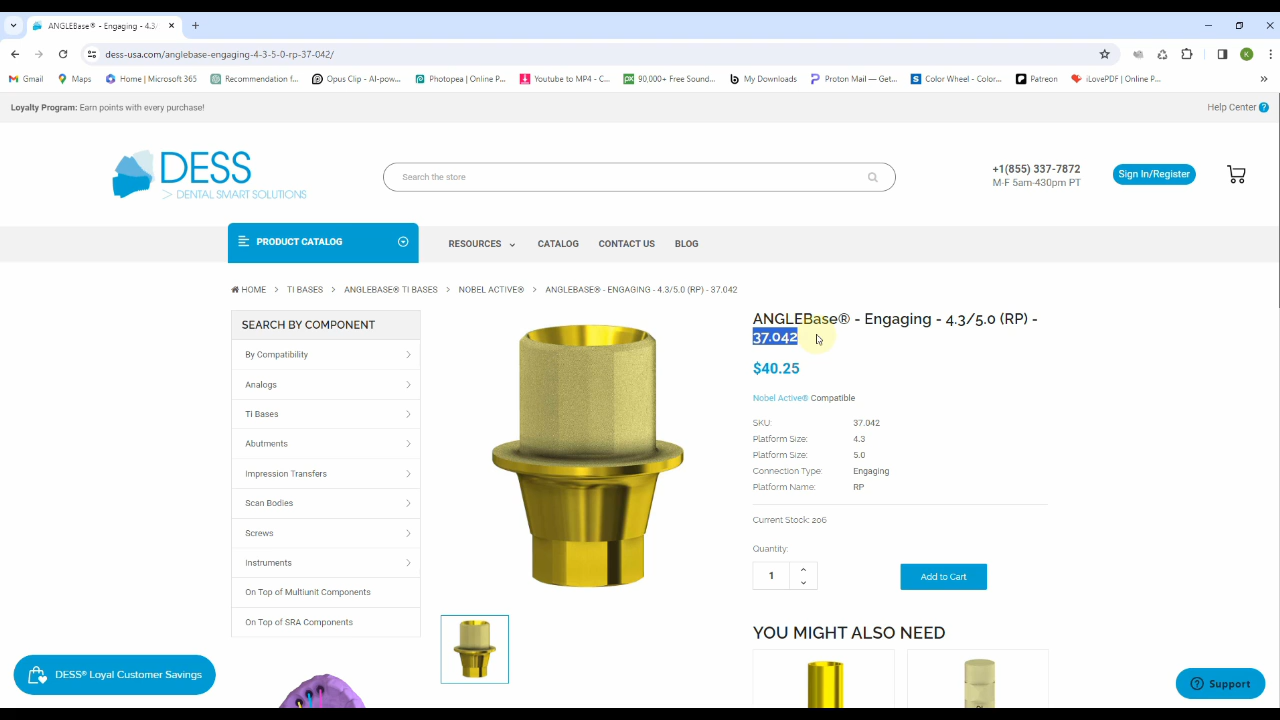 ANGLEBase® - Engaging - 4.3/
dess-usa.com/anglebase-engaging-4-3-5-0-rp-37-042/
K
Gmail
Maps
Home | Microsoft 365
Recommendation f...
Opus Clip - AI-pow...
Photopea | Online P...
Youtube to MP4 - C...
90,000+ Free Sound...
My Downloads
Proton Mail — Get...
Color Wheel - Color...
Patreon
iLovePDF | Online P...
Loyalty Program: Earn points with every purchase!
Help Center ?
DESS
> DENTAL SMART SOLUTIONS
Search the store
+1(855) 337-7872
M-F 5am-430pm PT
Sign In/Register
PRODUCT CATALOG
RESOURCES
CATALOG
CONTACT US
BLOG
HOME > TI BASES > ANGLEBASE® TI BASES > NOBEL ACTIVE® > ANGLEBASE® - ENGAGING - 4.3/5.0 (RP) - 37.042
SEARCH BY COMPONENT
By Compatibility
Analogs
Ti Bases
Abutments
Impression Transfers
Scan Bodies
Screws
Instruments
On Top of Multiunit Components
On Top of SRA Components
ANGLEBase® - Engaging - 4.3/5.0 (RP) -
37.042
$40.25
Nobel Active® Compatible
SKU: 37.042
Platform Size: 4.3
Platform Size: 5.0
Connection Type: Engaging
Platform Name: RP
Current Stock: 206
Quantity:
1
Add to Cart
YOU MIGHT ALSO NEED
DESS® Loyal Customer Savings
Support